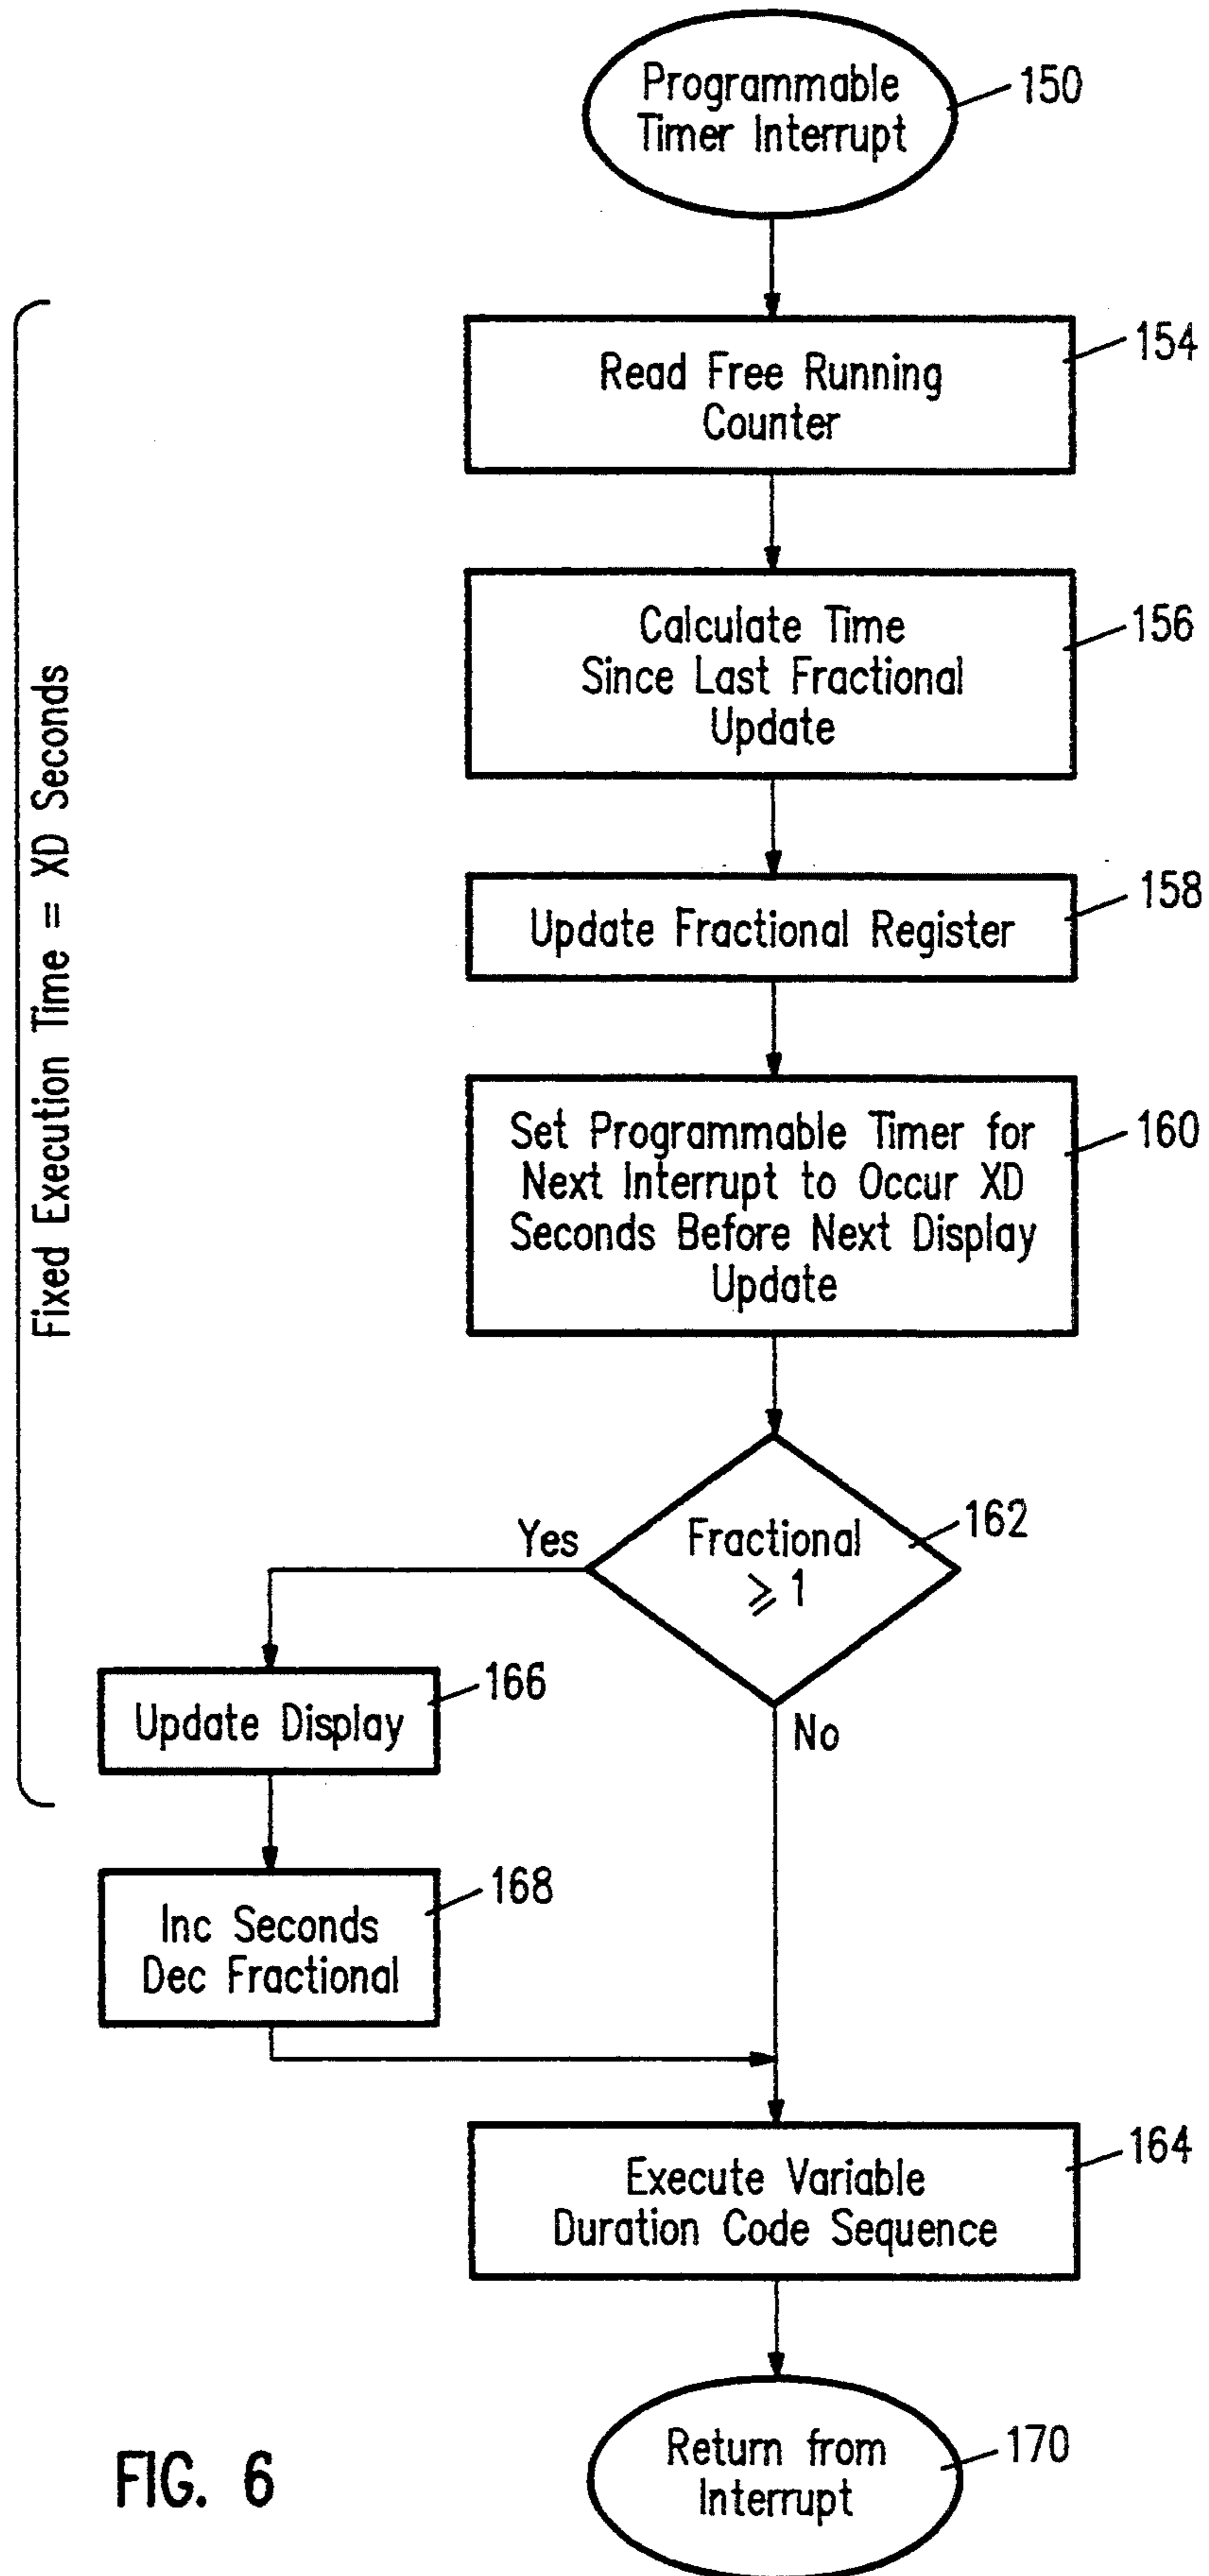 Programmable
Timer Interrupt
150
Read Free Running
Counter
154
Calculate Time
Since Last Fractional
Update
156
Update Fractional Register
158
Set Programmable Timer for
Next Interrupt to Occur XD
Seconds Before Next Display
Update
160
Fixed Execution Time = XD Seconds
Fractional
≥ 1
162
Yes
No
Update Display
166
Inc Seconds
Dec Fractional
168
Execute Variable
Duration Code Sequence
164
Return from
Interrupt
170
FIG. 6